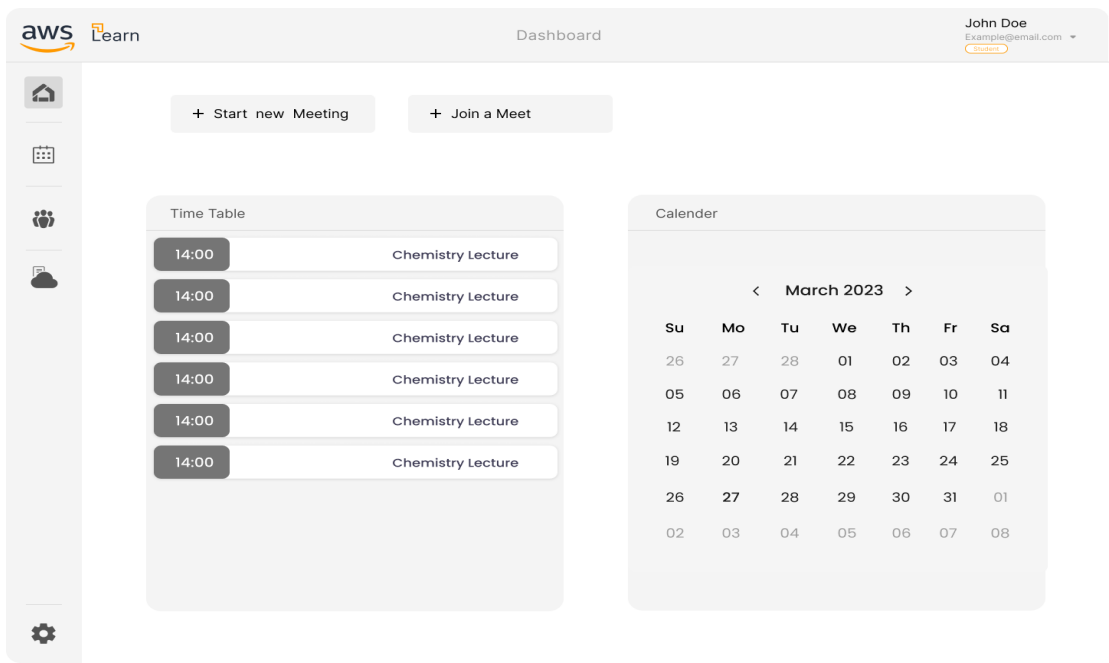 aws Learn
Dashboard
John Doe
Example@email.com
Student
+ Start new Meeting
+ Join a Meet
Time Table
14:00 Chemistry Lecture
14:00 Chemistry Lecture
14:00 Chemistry Lecture
14:00 Chemistry Lecture
14:00 Chemistry Lecture
14:00 Chemistry Lecture
Calender
< March 2023 >
Su Mo Tu We Th Fr Sa
26 27 28 01 02 03 04
05 06 07 08 09 10 11
12 13 14 15 16 17 18
19 20 21 22 23 24 25
26 27 28 29 30 31 01
02 03 04 05 06 07 08